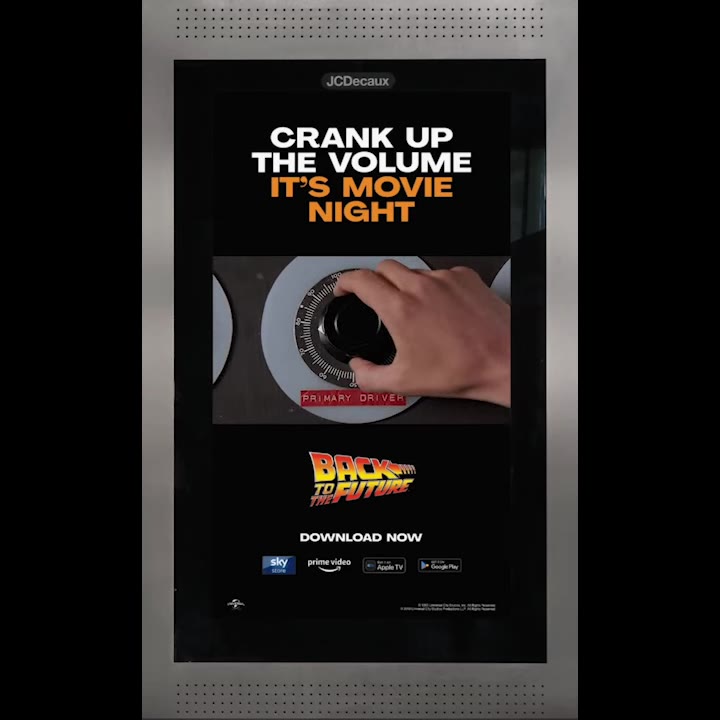 JCDecaux
CRANK UP
THE VOLUME
IT'S MOVIE
NIGHT
PRIMARY DRIVER
BACK
TO THE FUTURE
DOWNLOAD NOW
sky
prime video
Apple TV
Google Play